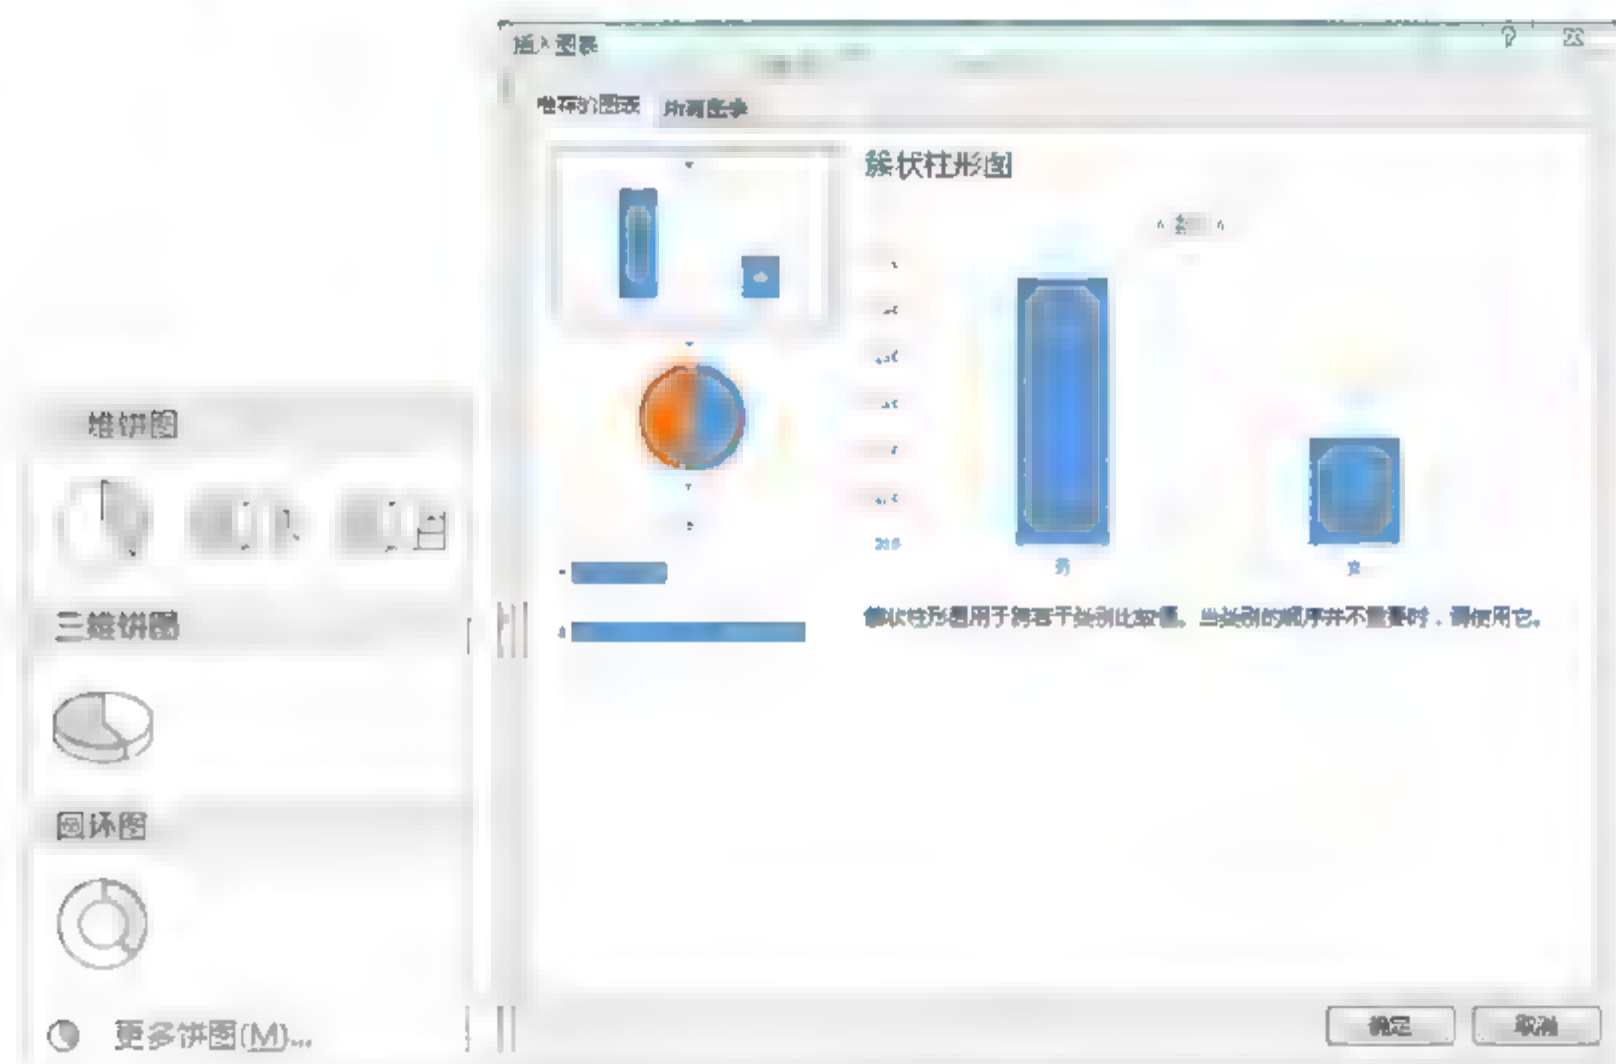 插入图表
推荐的图表 所有图表
簇状柱形图
男 女
簇状柱形图用于跨若干类别比较值。当类别的顺序并不重要时，请使用它。
二维饼图
三维饼图
圆环图
更多饼图(M)...
确定 取消